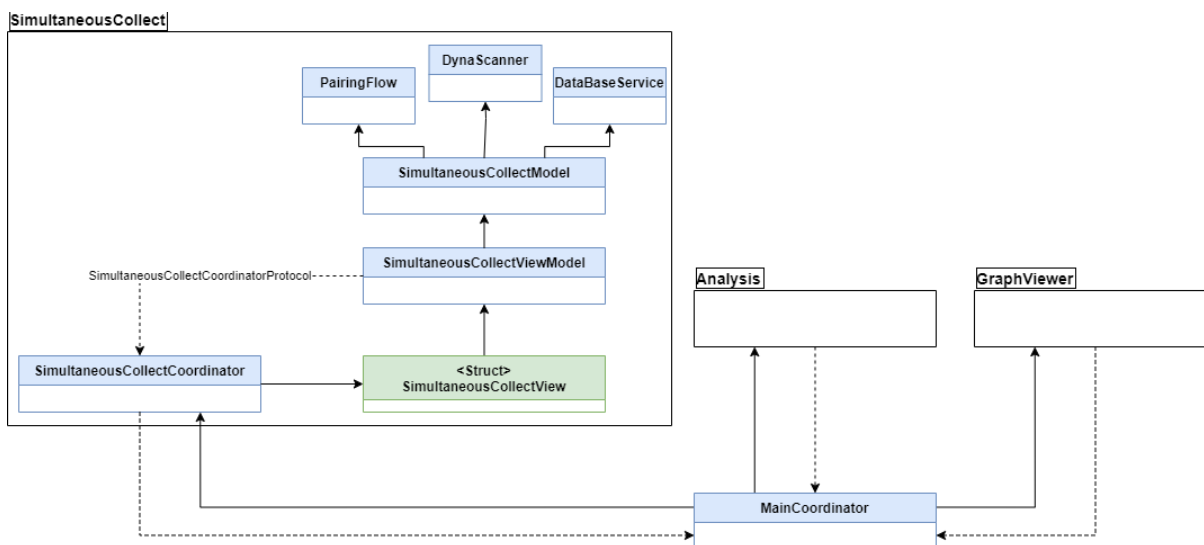 SimultaneousCollect
DynaScanner
PairingFlow
DataBaseService
SimultaneousCollectModel
SimultaneousCollectViewModel
SimultaneousCollectCoordinatorProtocol
Analysis
GraphViewer
SimultaneousCollectCoordinator
<Struct>
SimultaneousCollectView
MainCoordinator